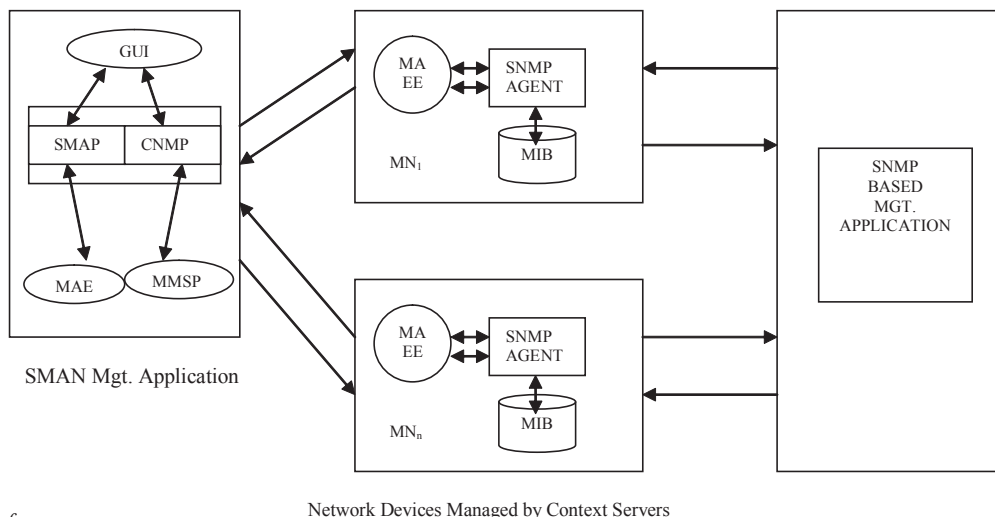 GUI
SMAP
CNMP
MAE
MMSP
SMAN Mgt. Application
MA
EE
SNMP
AGENT
MIB
MN₁
MA
EE
SNMP
AGENT
MIB
MNₙ
SNMP
BASED
MGT.
APPLICATION
Network Devices Managed by Context Servers